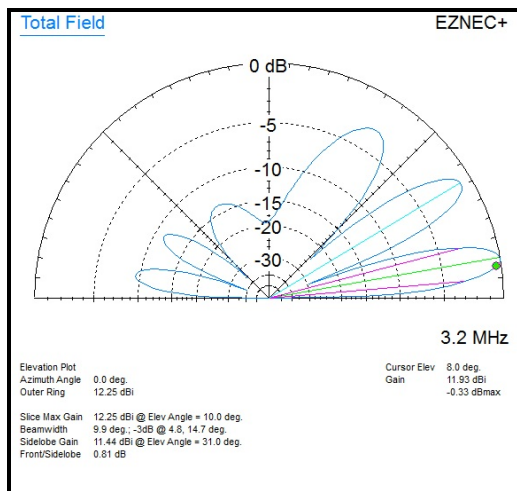 Total Field
EZNEC+
0 dB
-5
-10
-15
-20
-30
3.2 MHz
Elevation Plot
Azimuth Angle 0.0 deg.
Outer Ring 12.25 dBi
Cursor Elev 8.0 deg.
Gain 11.93 dBi
-0.33 dBmax
Slice Max Gain 12.25 dBi @ Elev Angle = 10.0 deg.
Beamwidth 9.9 deg.; -3dB @ 4.8, 14.7 deg.
Sidelobe Gain 11.44 dBi @ Elev Angle = 31.0 deg.
Front/Sidelobe 0.81 dB